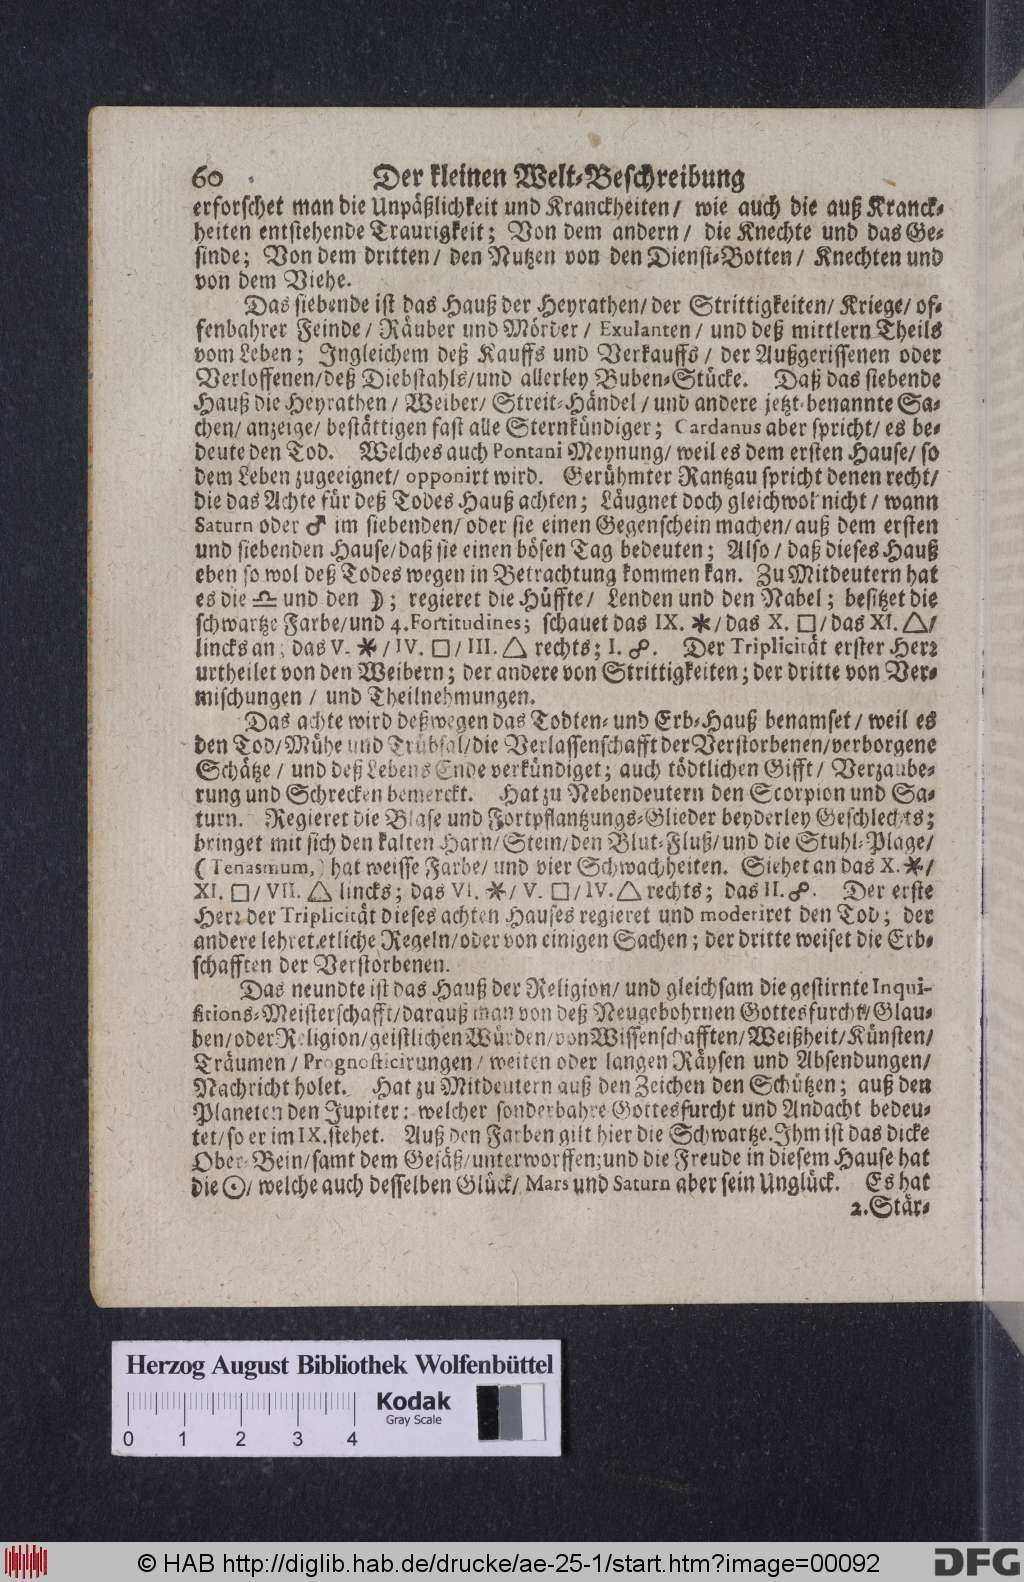 60 Der kleinen Welt-Beschreibung
erforschet man die Unpäßlichkeit und Kranckheiten/ wie auch die auß Kranck-
heiten entstehende Traurigkeit; Von dem andern/ die Knechte und das Ge-
sinde; Von dem dritten/ den Nutzen von den Dienst-Botten/ Knechten und
von dem Viehe.
Das siebende ist das Hauß der Heyrathen/ der Strittigkeiten/ Kriege/ of-
fenbahrer Feinde/ Räuber und Mörder/ Exulanten/ und deß mittlern Theils
vom Leben; Ingleichem deß Kauffs und Verkauffs/ der Außgerissenen oder
Verloffenen/ deß Diebstahls/ und allerley Buben-Stücke. Daß das siebende
Hauß die Heyrathen/ Weiber/ Streit-Händel/ und andere jetzt-benannte Sa-
chen/ anzeige/ bestättigen fast alle Sternkündiger; Cardanus aber spricht/ es be-
deute den Tod. Welches auch Pontani Meynung/ weil es dem ersten Hause/ so
dem Leben zugeeignet/ opponirt wird. Gerühmter Rantzau spricht denen recht/
die das Achte für deß Todes Hauß achten; Läugnet doch gleichwol nicht/ wann
Saturn oder ♂ im siebenden/ oder sie einen Gegenschein machen/ auß dem ersten
und siebenden Hause/ daß sie einen bösen Tag bedeuten; Also/ daß dieses Hauß
eben so wol deß Todes wegen in Betrachtung kommen kan. Zu Mitdeutern hat
es die ♎ und den ☽; regieret die Hüffte/ Lenden und den Nabel; besitzet die
schwartze Farbe/ und 4. Fortitudines; schauet das IX. ⚹/ das X. □/ das XI. △/
lincks an; das V. ⚹/ IV. □/ III. △ rechts; I. ☍. Der Triplicität erster Herr
urtheilet von den Weibern; der andere von Strittigkeiten; der dritte von Ver-
mischungen/ und Theilnehmungen.
Das achte wird deßwegen das Todten- und Erb-Hauß benamset/ weil es
den Tod/ Mühe und Trübsal/ die Verlassenschafft der Verstorbenen/ verborgene
Schätze/ und deß Lebens Ende verkündiget; auch tödtlichen Gifft/ Verzaube-
rung und Schrecken bemerckt. Hat zu Nebendeutern den Scorpion und Sa-
turn. Regieret die Blase und Fortpflantzungs-Glieder beyderley Geschlechts;
bringet mit sich den kalten Harn/ Stein/ den Blut-Fluß/ und die Stuhl-Plage/
(Tenasmum,) hat weisse Farbe/ und vier Schwachheiten. Siehet an das X. ⚹/
XI. □/ VII. △ lincks; das VI. ⚹/ V. □/ IV. △ rechts; das II. ☍. Der erste
Herr der Triplicität dieses achten Hauses regieret und moderiret den Tod; der
andere lehret etliche Regeln/ oder von einigen Sachen; der dritte weiset die Erb-
schafften der Verstorbenen.
Das neundte ist das Hauß der Religion/ und gleichsam die gestirnte Inqui-
sitions-Meisterschafft/ darauß man von deß Neugebohrnen Gottesfurcht/ Glau-
ben/ oder Religion/ geistlichen Würden/ von Wissenschafften/ Weißheit/ Künsten/
Träumen/ Prognosticirungen/ weiten oder langen Räysen und Absendungen/
Nachricht holet. Hat zu Mitdeutern auß den Zeichen den Schützen; auß den
Planeten den Jupiter: welcher sonderbahre Gottesfurcht und Andacht bedeu-
tet/ so er im IX. stehet. Auß den Farben gilt hier die Schwartze. Ihm ist das dicke
Ober-Bein/ samt dem Gesäß/ unterworffen; und die Freude in diesem Hause hat
die ☉/ welche auch desselben Glück/ Mars und Saturn aber sein Unglück. Es hat
2. Stär-
Herzog August Bibliothek Wolfenbüttel
Kodak
Gray Scale
0 1 2 3 4
© HAB http://diglib.hab.de/drucke/ae-25-1/start.htm?image=00092
DFG